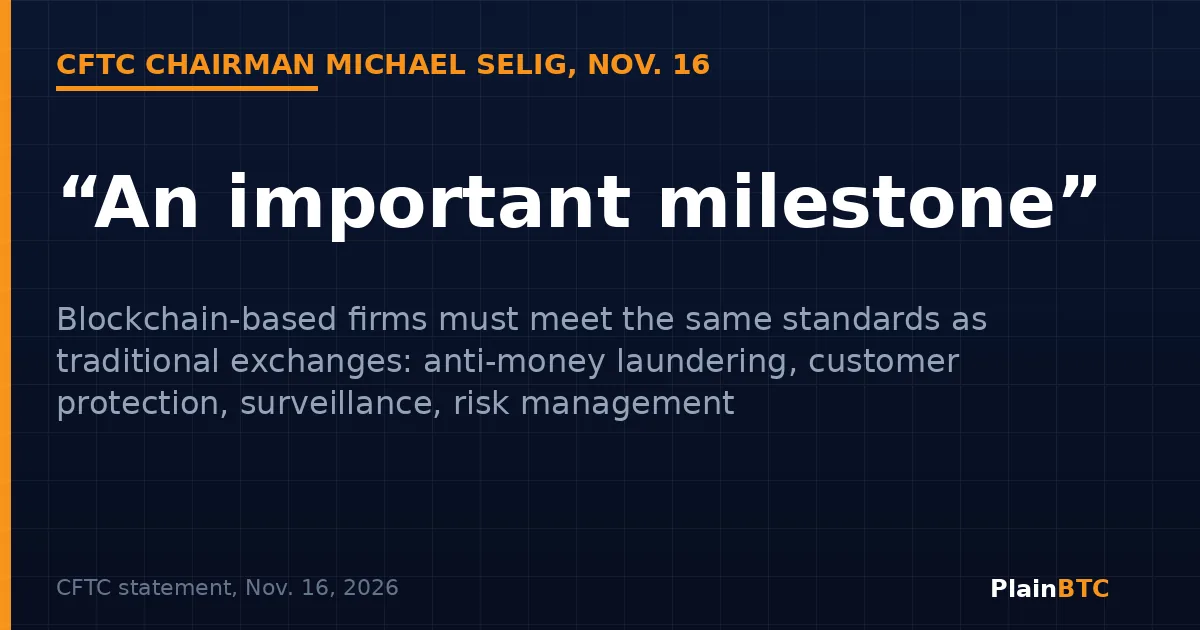 CFTC CHAIRMAN MICHAEL SELIG, NOV. 16
“An important milestone”
Blockchain-based firms must meet the same standards as
traditional exchanges: anti-money laundering, customer
protection, surveillance, risk management
CFTC statement, Nov. 16, 2026
PlainBTC